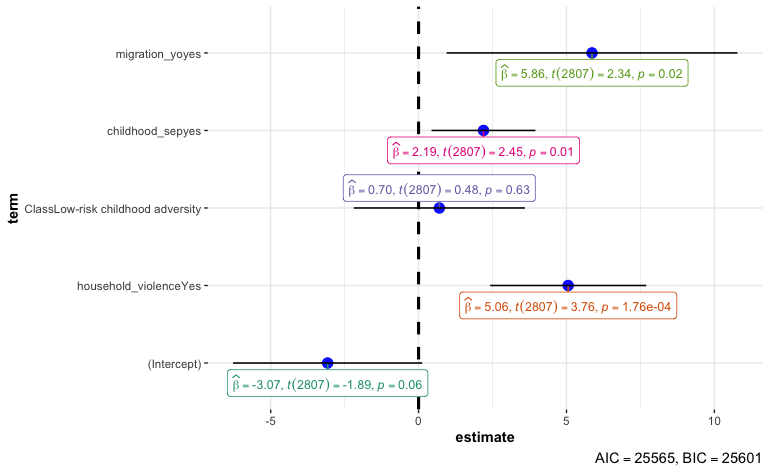 term
migration_yoyes
β̂ = 5.86, t(2807) = 2.34, p = 0.02
childhood_sepyes
β̂ = 2.19, t(2807) = 2.45, p = 0.01
β̂ = 0.70, t(2807) = 0.48, p = 0.63
ClassLow-risk childhood adversity
household_violenceYes
β̂ = 5.06, t(2807) = 3.76, p = 1.76e-04
(Intercept)
β̂ = -3.07, t(2807) = -1.89, p = 0.06
-5 0 5 10
estimate
AIC = 25565, BIC = 25601